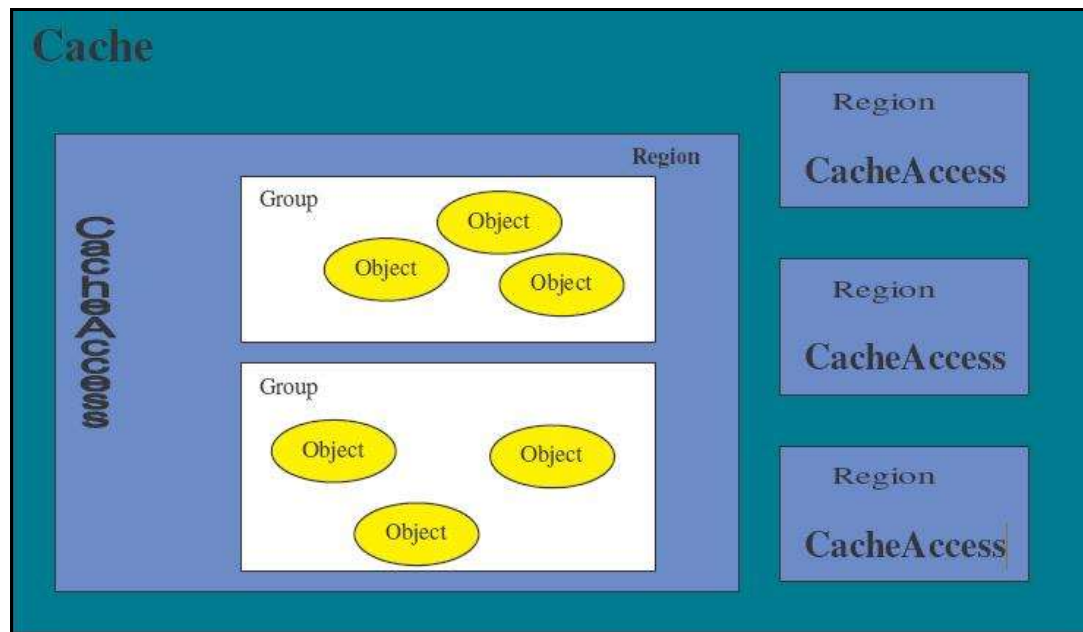 Cache
Region
CacheAccess
Group
Object
Object
Object
Group
Object
Object
Object
Region
CacheAccess
Region
CacheAccess
Region
CacheAccess